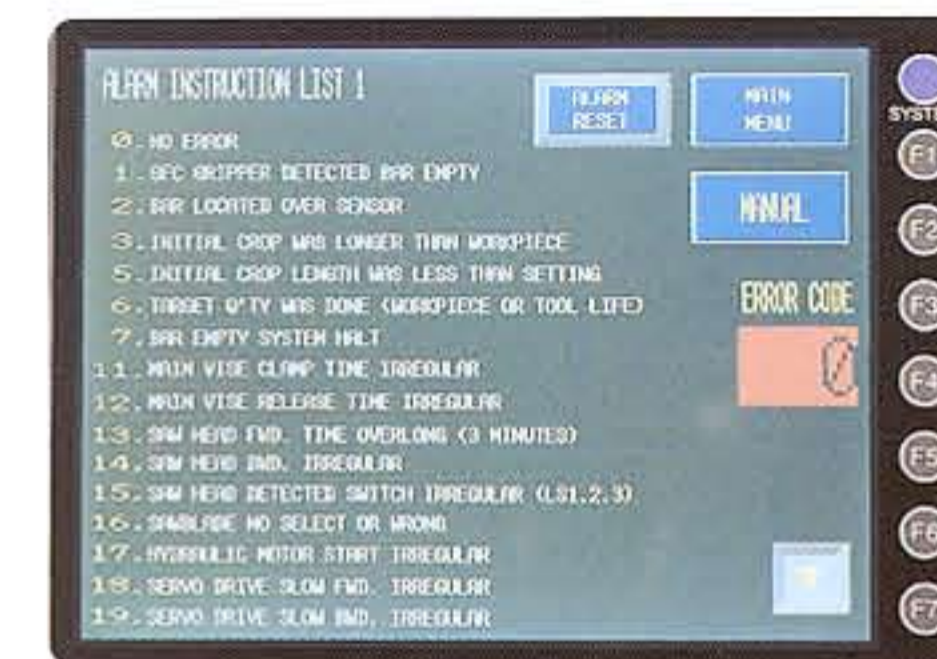 ALARM INSTRUCTION LIST 1
ALARM RESET
MAIN MENU
0. NO ERROR
1. SFC GRIPPER DETECTED BAR EMPTY
2. BAR LOCATED OVER SENSOR
MANUAL
3. INITIAL CROP WAS LONGER THAN WORKPIECE
5. INITIAL CROP LENGTH WAS LESS THAN SETTING
6. TARGET Q'TY WAS DONE (WORKPIECE OR TOOL LIFE)
7. BAR EMPTY SYSTEM HALT
ERROR CODE
0
11. MAIN VISE CLAMP TIME IRREGULAR
12. MAIN VISE RELEASE TIME IRREGULAR
13. SAW HEAD FWD. TIME OVERLONG (3 MINUTES)
14. SAW HEAD BWD. IRREGULAR
15. SAW HEAD DETECTED SWITCH IRREGULAR (LS1.2.3)
16. SAWBLADE NO SELECT OR WRONG
17. HYDRAULIC MOTOR START IRREGULAR
18. SERVO DRIVE SLOW FWD. IRREGULAR
19. SERVO DRIVE SLOW BWD. IRREGULAR
SYSTE
F1
F2
F3
F4
F5
F6
F7